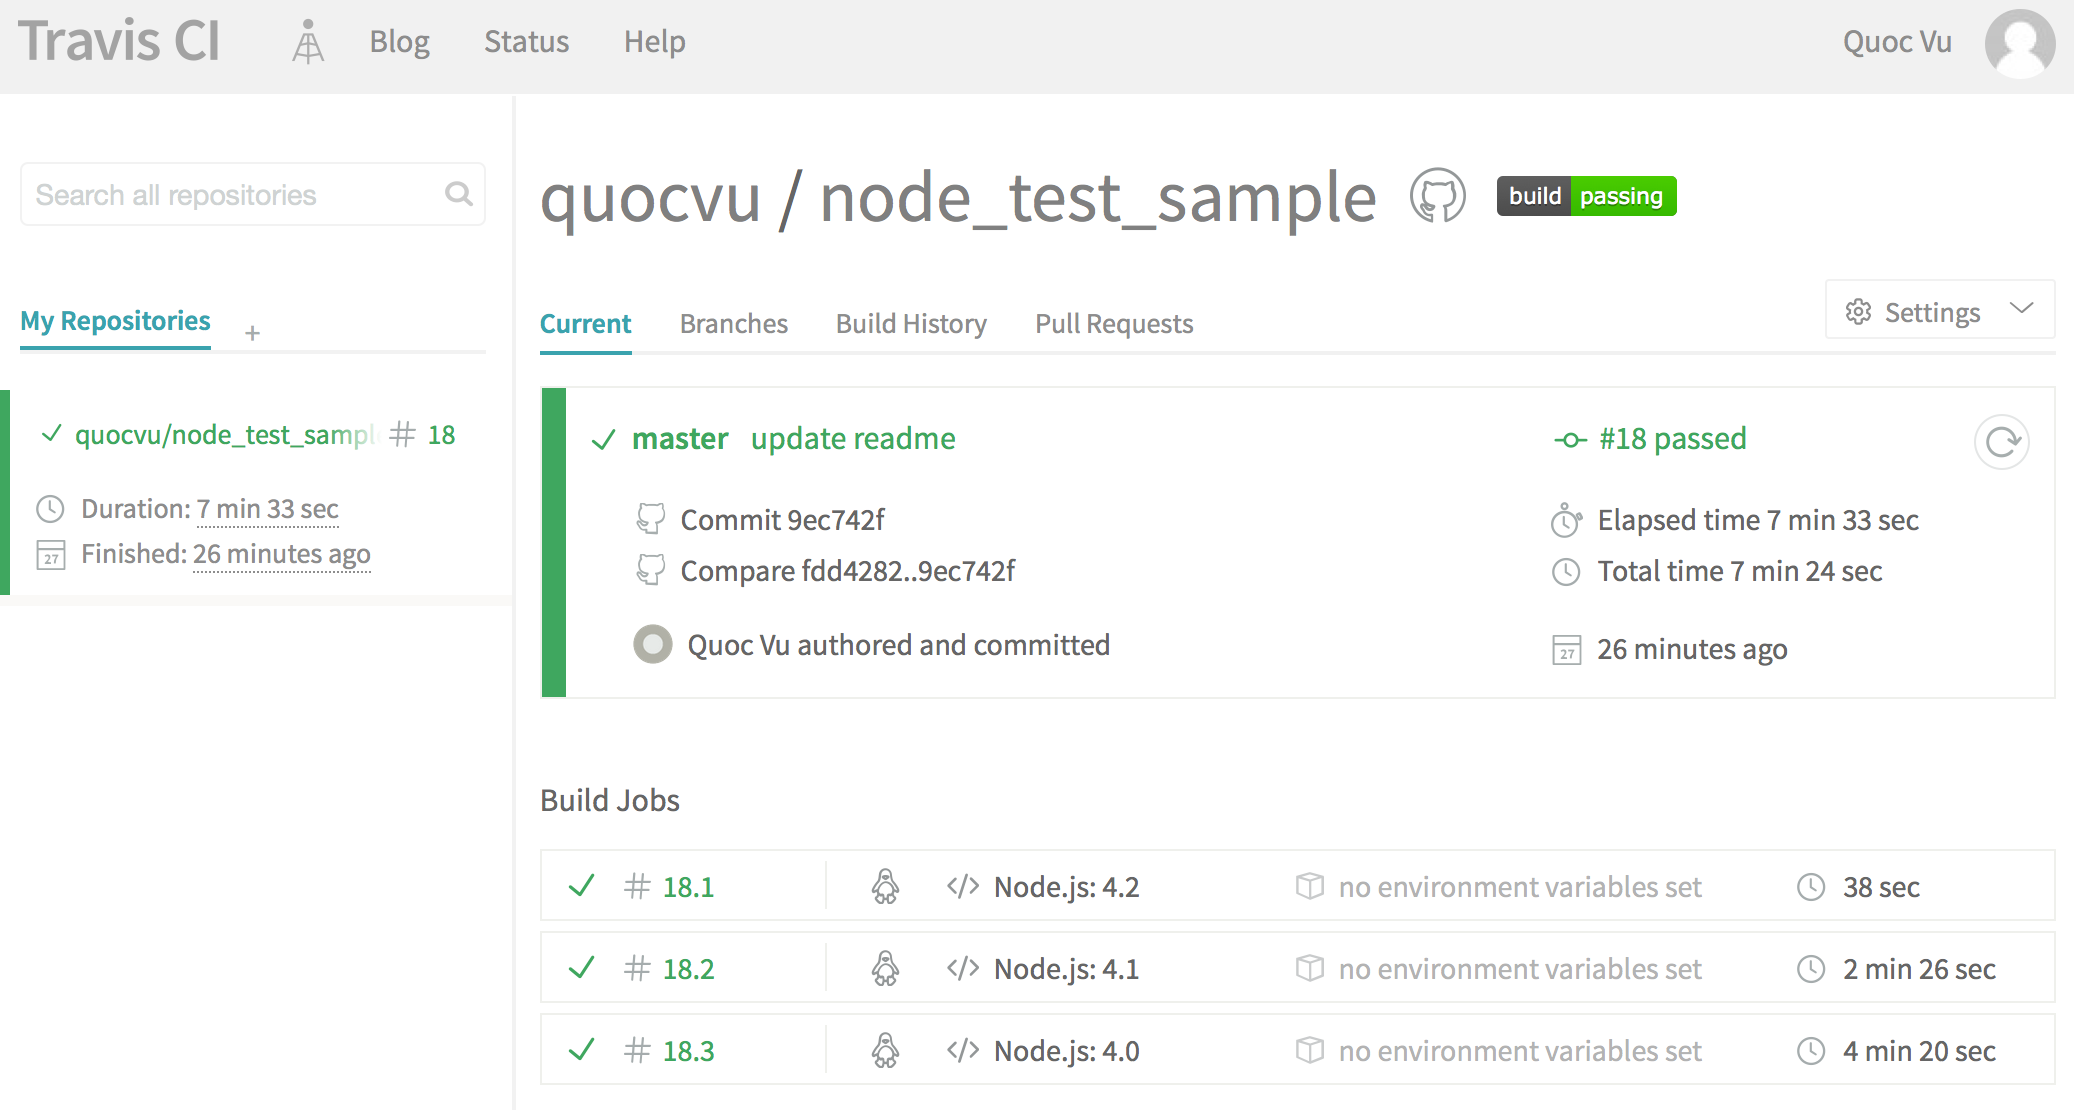 Travis CI Blog Status Help Quoc Vu
Search all repositories
My Repositories +
quocvu/node_test_sampl # 18
Duration: 7 min 33 sec
27 Finished: 26 minutes ago
quocvu / node_test_sample build passing
Current Branches Build History Pull Requests Settings
master update readme #18 passed
Commit 9ec742f Elapsed time 7 min 33 sec
Compare fdd4282..9ec742f Total time 7 min 24 sec
Quoc Vu authored and committed 27 26 minutes ago
Build Jobs
# 18.1 </> Node.js: 4.2 no environment variables set 38 sec
# 18.2 </> Node.js: 4.1 no environment variables set 2 min 26 sec
# 18.3 </> Node.js: 4.0 no environment variables set 4 min 20 sec